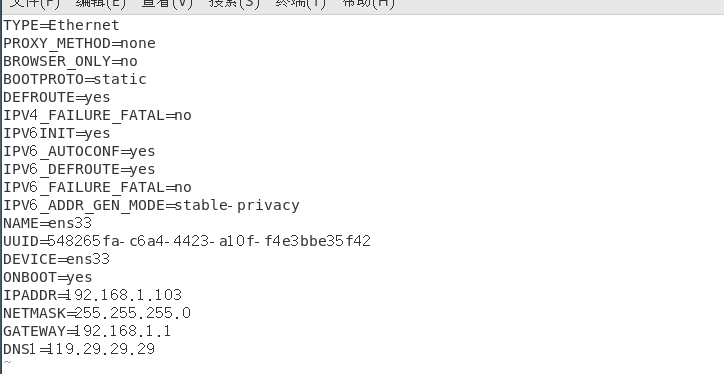 文件(F) 编辑(E) 查看(V) 搜索(S) 终端(T) 帮助(H)
TYPE=Ethernet
PROXY_METHOD=none
BROWSER_ONLY=no
BOOTPROTO=static
DEFROUTE=yes
IPV4_FAILURE_FATAL=no
IPV6INIT=yes
IPV6_AUTOCONF=yes
IPV6_DEFROUTE=yes
IPV6_FAILURE_FATAL=no
IPV6_ADDR_GEN_MODE=stable-privacy
NAME=ens33
UUID=548265fa-c6a4-4423-a10f-f4e3bbe35f42
DEVICE=ens33
ONBOOT=yes
IPADDR=192.168.1.103
NETMASK=255.255.255.0
GATEWAY=192.168.1.1
DNS1=119.29.29.29
~